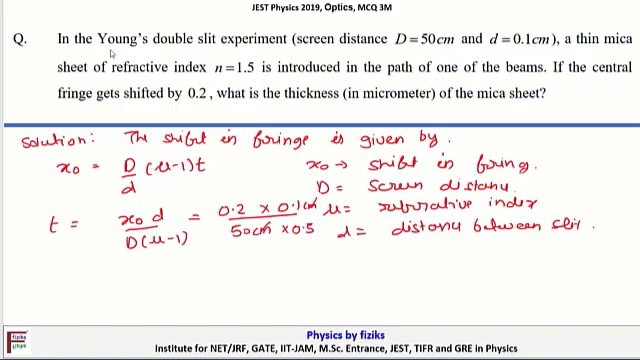 JEST Physics 2019, Optics, MCQ 3M
Q. In the Young's double slit experiment (screen distance D = 50cm and d = 0.1cm), a thin mica
sheet of refractive index n = 1.5 is introduced in the path of one of the beams. If the central
fringe gets shifted by 0.2, what is the thickness (in micrometer) of the mica sheet?
Solution: The shift in fringe is given by.
x₀ = D/d (μ-1)t
x₀ → shift in fring.
D = screen distance
t = x₀ d / D(μ-1) = 0.2 × 0.1cm / 50cm × 0.5
μ = refractive index
d = distance between slit.
fiziks
Physics by fiziks
Institute for NET/JRF, GATE, IIT-JAM, M.Sc. Entrance, JEST, TIFR and GRE in Physics